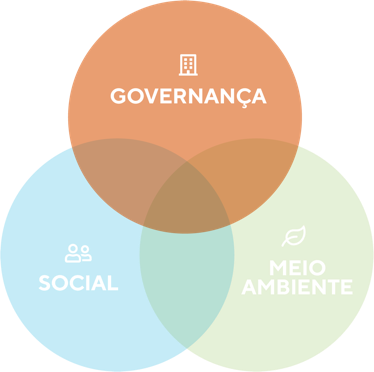 GOVERNANÇA
SOCIAL
MEIO
AMBIENTE